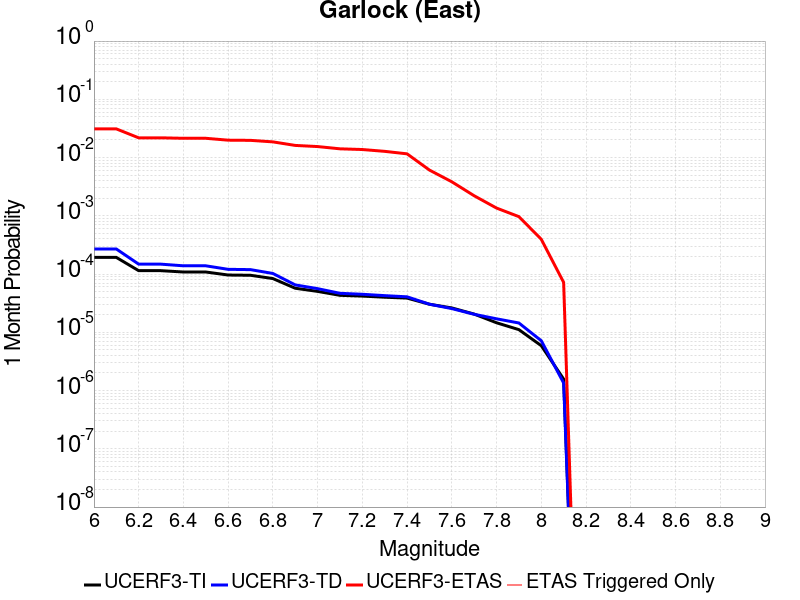 Garlock (East)
1 Month Probability
10^0
10^-1
10^-2
10^-3
10^-4
10^-5
10^-6
10^-7
10^-8
6 6.2 6.4 6.6 6.8 7 7.2 7.4 7.6 7.8 8 8.2 8.4 8.6 8.8 9
Magnitude
UCERF3-TI UCERF3-TD UCERF3-ETAS ETAS Triggered Only